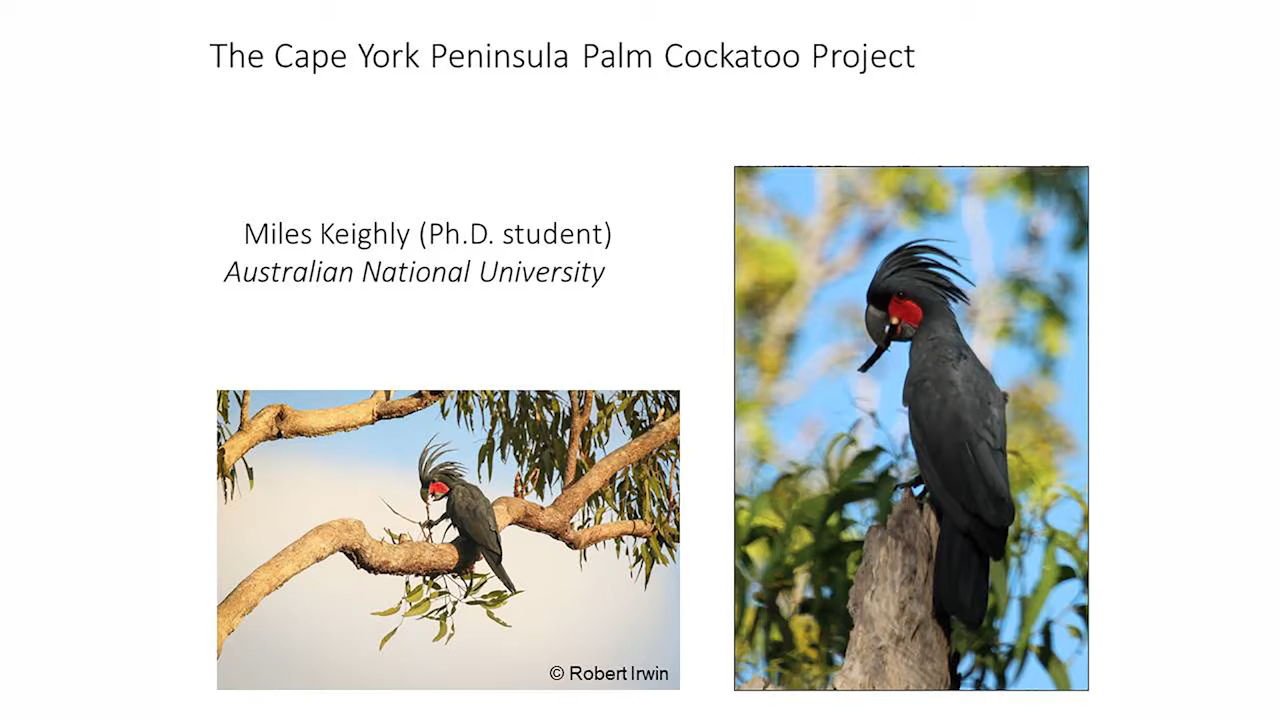 The Cape York Peninsula Palm Cockatoo Project
Miles Keighly (Ph.D. student)
Australian National University
© Robert Irwin